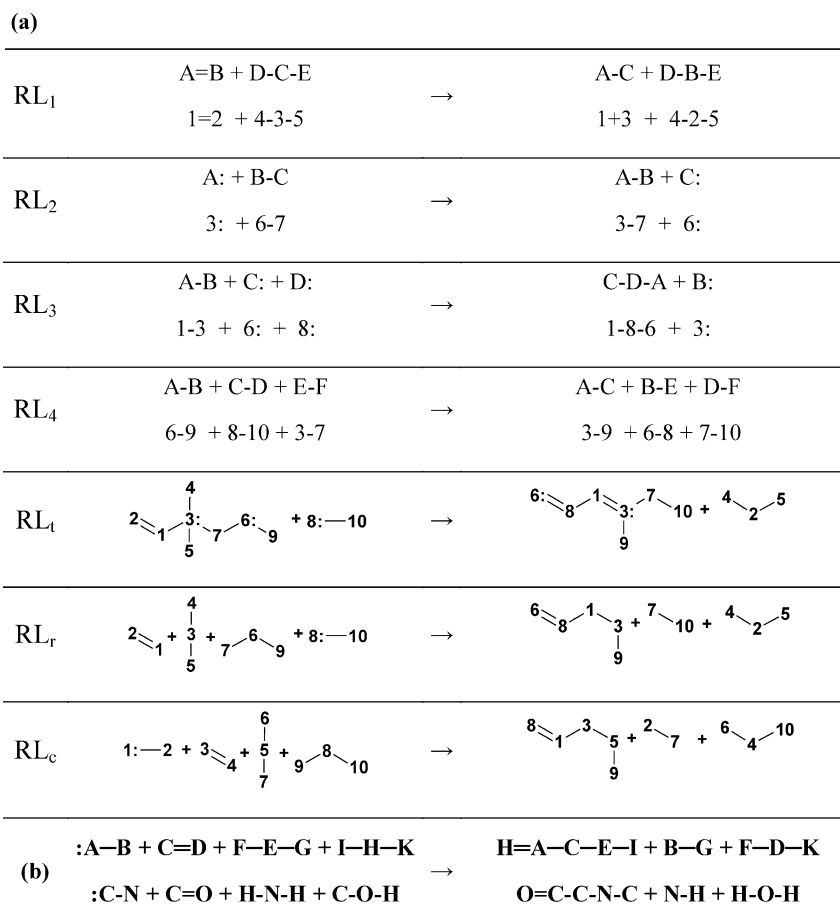 (a)
A=B + D-C-E → A-C + D-B-E
RL₁
1=2 + 4-3-5 1+3 + 4-2-5
A: + B-C → A-B + C:
RL₂
3: + 6-7 3-7 + 6:
A-B + C: + D: → C-D-A + B:
RL₃
1-3 + 6: + 8: 1-8-6 + 3:
A-B + C-D + E-F → A-C + B-E + D-F
RL₄
6-9 + 8-10 + 3-7 3-9 + 6-8 + 7-10
RLt
4
2 3: 6: + 8:—10 →
1 7 9
5
6: 1 7 4 5
8 3: 10 + 2
9
RLr
4
2 + 3 + 6 + 8:—10 →
1 7 9
5
6 1 7 4 5
8 3 + 10 + 2
9
RLc
6
1:—2 + 3 + 5 + 8 →
4 9 10
7
8 3 2 6 10
1 5 + 7 + 4
9
:A—B + C=D + F—E—G + I—H—K H=A—C—E—I + B—G + F—D—K
(b) →
:C-N + C=O + H-N-H + C-O-H O=C-C-N-C + N-H + H-O-H